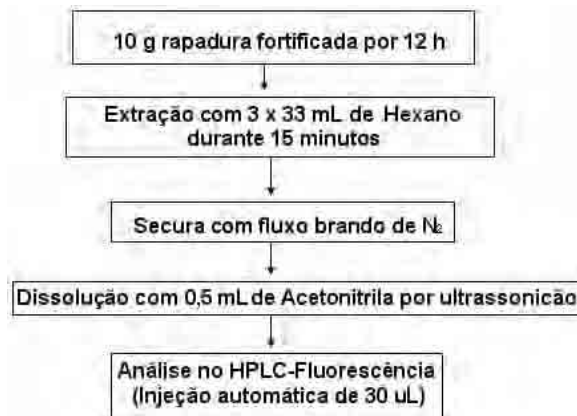 10 g rapadura fortificada por 12 h
Extração com 3 x 33 mL de Hexano
durante 15 minutos
Secura com fluxo brando de N₂
Dissolução com 0,5 mL de Acetonitrila por ultrassonicão
Análise no HPLC-Fluorescência
(Injeção automática de 30 uL)